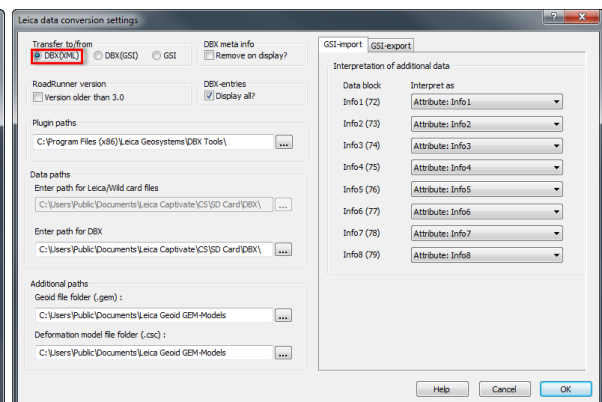 Leica data conversion settings
Transfer to/from
DBX(XML) DBX(GSI) GSI
DBX meta info
Remove on display?
RoadRunner version
Version older than 3.0
DBX-entries
Display all?
Plugin paths
C:\Program Files (x86)\Leica Geosystems\DBX Tools\ ...
Data paths
Enter path for Leica/Wild card files
C:\Users\Public\Documents\Leica Captivate\CS\SD Card\DBX\ ...
Enter path for DBX
C:\Users\Public\Documents\Leica Captivate\CS\SD Card\DBX\ ...
Additional paths
Geoid file folder (.gem) :
C:\Users\Public\Documents\Leica Geoid GEM-Models ...
Deformation model file folder (.csc) :
C:\Users\Public\Documents\Leica Geoid GEM-Models ...
GSI-import GSI-export
Interpretation of additional data
Data block Interpret as
Info1 (72) Attribute: Info1
Info2 (73) Attribute: Info2
Info3 (74) Attribute: Info3
Info4 (75) Attribute: Info4
Info5 (76) Attribute: Info5
Info6 (77) Attribute: Info6
Info7 (78) Attribute: Info7
Info8 (79) Attribute: Info8
Help Cancel OK